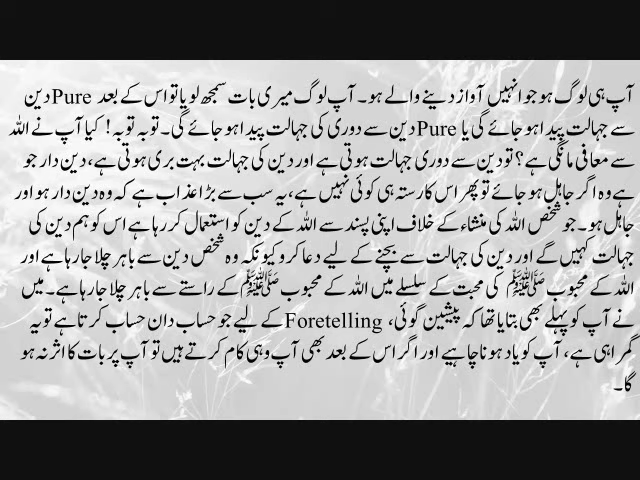 آپ ہی لوگ ہو جو انہیں آواز دینے والے ہو۔ آپ لوگ میری بات سمجھ لو یا تو اس کے بعد Pure دین
سے جہالت پیدا ہو جائے گی یا Pure دین سے دوری کی جہالت پیدا ہو جائے گی۔ توبہ توبہ! کیا آپ نے اللہ
سے معافی مانگی ہے؟ تو دین سے دوری جہالت ہوتی ہے اور دین کی جہالت بہت بری ہوتی ہے، دین دار جو
ہے وہ اگر جاہل ہو جائے تو پھر اس کا رستہ ہی کوئی نہیں ہے، یہ سب سے بڑا عذاب ہے کہ وہ دین دار ہو اور
جاہل ہو۔ جو شخص اللہ کی منشاء کے خلاف اپنی پسند سے اللہ کے دین کو استعمال کر رہا ہے اس کو ہم دین کی
جہالت کہیں گے اور دین کی جہالت سے بچنے کے لیے دعا کرو کیونکہ وہ شخص دین سے باہر چلا جا رہا ہے اور
اللہ کے محبوب ﷺ کی محبت کے سلسلے میں اللہ کے محبوب ﷺ کے راستے سے باہر چلا جا رہا ہے۔ میں
نے آپ کو پہلے بھی بتایا تھا کہ پیشین گوئی، Foretelling کے لیے جو حساب دان حساب کرتا ہے تو یہ
گمراہی ہے، آپ کو یاد ہونا چاہیے اور اگر اس کے بعد بھی آپ وہی کام کرتے ہیں تو آپ پر بات کا اثر نہ ہو
گا۔